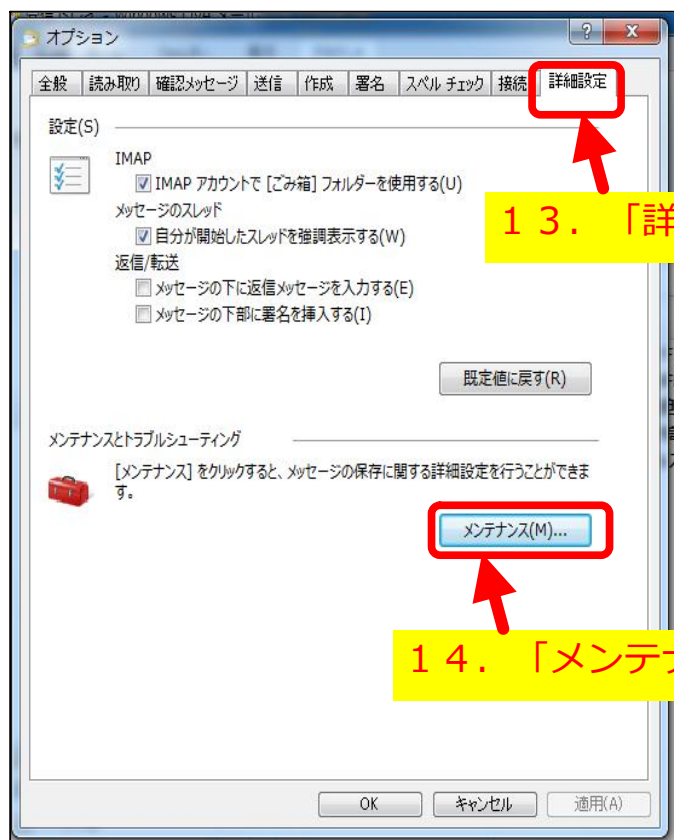 オプション
全般 読み取り 確認メッセージ 送信 作成 署名 スペル チェック 接続 詳細設定
設定(S)
IMAP
IMAP アカウントで [ごみ箱] フォルダーを使用する(U)
メッセージのスレッド
自分が開始したスレッドを強調表示する(W)
13. 「詳
返信/転送
メッセージの下に返信メッセージを入力する(E)
メッセージの下部に署名を挿入する(I)
既定値に戻す(R)
メンテナンスとトラブルシューティング
[メンテナンス] をクリックすると、メッセージの保存に関する詳細設定を行うことができま
す。
メンテナンス(M)...
14. 「メンテ
OK キャンセル 適用(A)